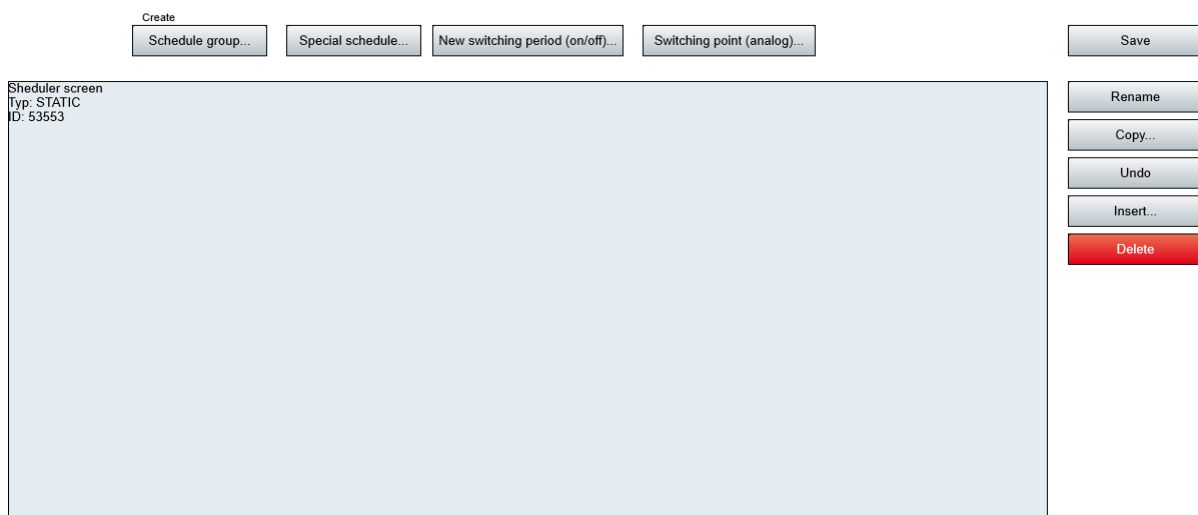 Create
Schedule group...
Special schedule...
New switching period (on/off)...
Switching point (analog)...
Save
Sheduler screen
Typ: STATIC
ID: 53553
Rename
Copy...
Undo
Insert...
Delete